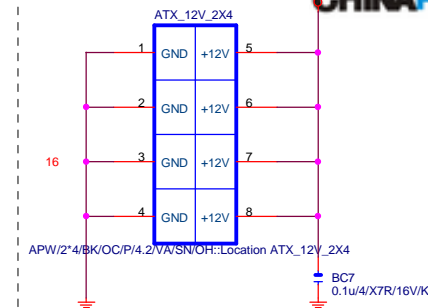 CHINA
ATX_12V_2X4
1 GND +12V 5
2 GND +12V 6
16
3 GND +12V 7
4 GND +12V 8
APW/2*4/BK/OC/P/4.2/VA/SN/OH::Location ATX_12V_2X4
BC7
0.1u/4/X7R/16V/K